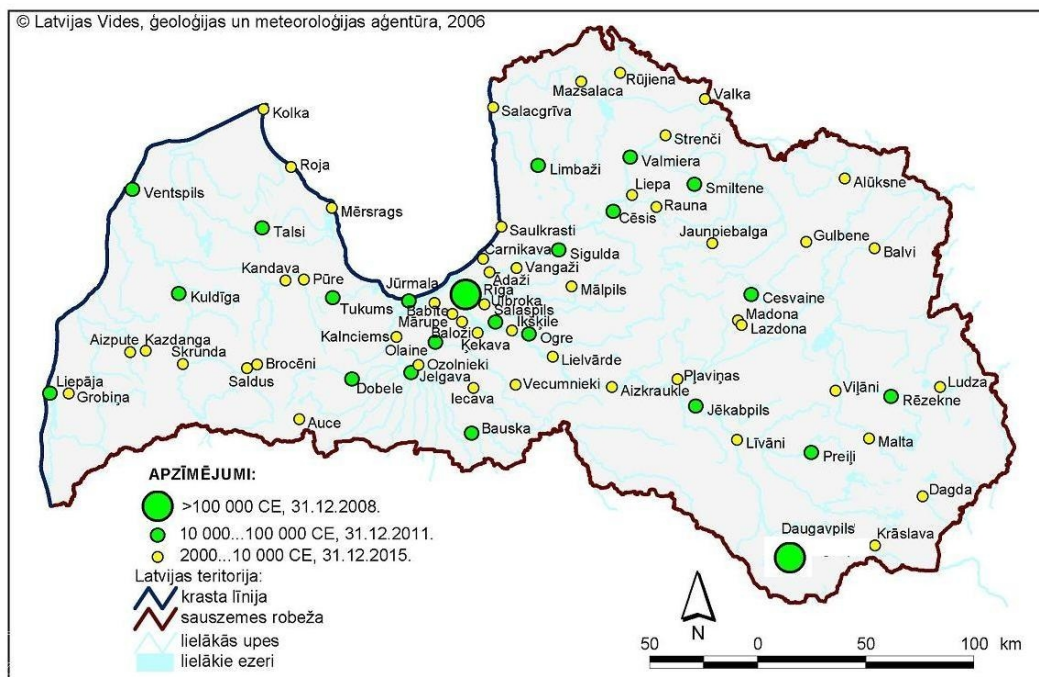 © Latvijas Vides, ģeoloģijas un meteoroloģijas aģentūra, 2006
Rūjiena
Mazsalaca
Valka
Kolka
Salacgrīva
Strenči
Valmiera
Limbaži
Roja
Alūksne
Ventspils
Liepa
Smiltene
Rauna
Cēsis
Mērsrags
Talsi
Saulkrasti
Jaunpiebalga
Gulbene
Balvi
Sigulda
Carnikava
Vangaži
Ādaži
Kandava
Pūre
Jūrmala
Mālpils
Rīga
Kuldīga
Tukums
Babīte
Ulbroka
Cesvaine
Salaspils
Mārupe
Ikšķile
Madona
Lazdona
Kalnciems
Baloži
Ogre
Ķekava
Aizpute
Kazdanga
Olaine
Skrunda
Brocēni
Ozolnieki
Lielvārde
Saldus
Jelgava
Liepāja
Grobiņa
Dobele
Iecava
Vecumnieki
Aizkraukle
Pļaviņas
Viļāni
Ludza
Rēzekne
Jēkabpils
Auce
Bauska
Līvāni
Malta
Preiļi
Dagda
Daugavpils
Krāslava
APZĪMĒJUMI:
>100 000 CE, 31.12.2008.
10 000...100 000 CE, 31.12.2011.
2000...10 000 CE, 31.12.2015.
Latvijas teritorija:
krasta līnija
sauszemes robeža
lielākās upes
lielākie ezeri
N
50 0 50 100 km